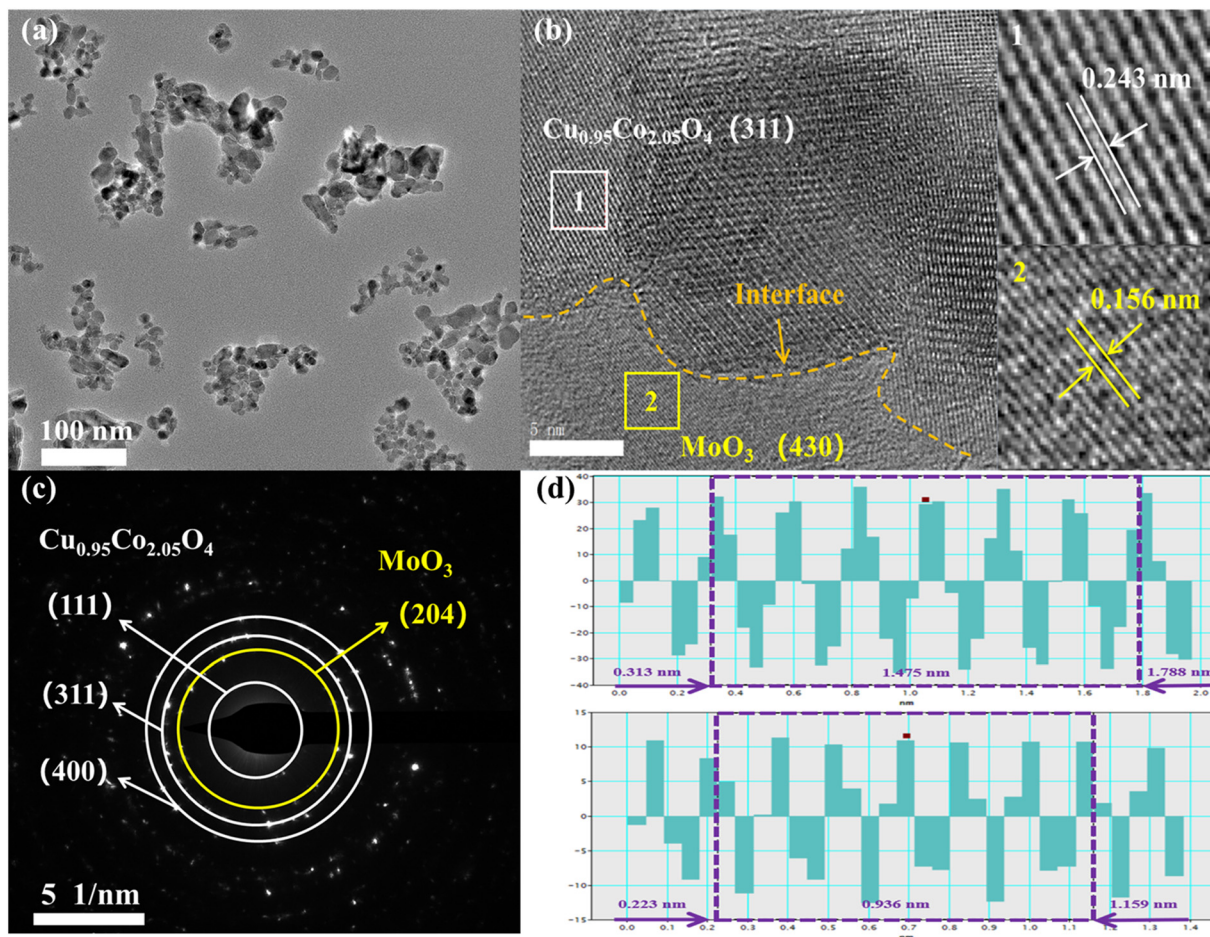 (a)
100 nm
(b)
Cu0.95Co2.05O4 (311)
1
Interface
2
5 nm
MoO3 (430)
1
0.243 nm
2
0.156 nm
(c)
Cu0.95Co2.05O4
MoO3
(111)
(204)
(311)
(400)
5 1/nm
(d)
40
30
20
10
0
-10
-20
-30
-40
0.313 nm
1.475 nm
1.788 nm
0.0 0.2 0.4 0.6 0.8 1.0 1.2 1.4 1.6 1.8 2.0
nm
15
10
5
0
-5
-10
-15
0.223 nm
0.936 nm
1.159 nm
0.0 0.1 0.2 0.3 0.4 0.5 0.6 0.7 0.8 0.9 1.0 1.1 1.2 1.3 1.4